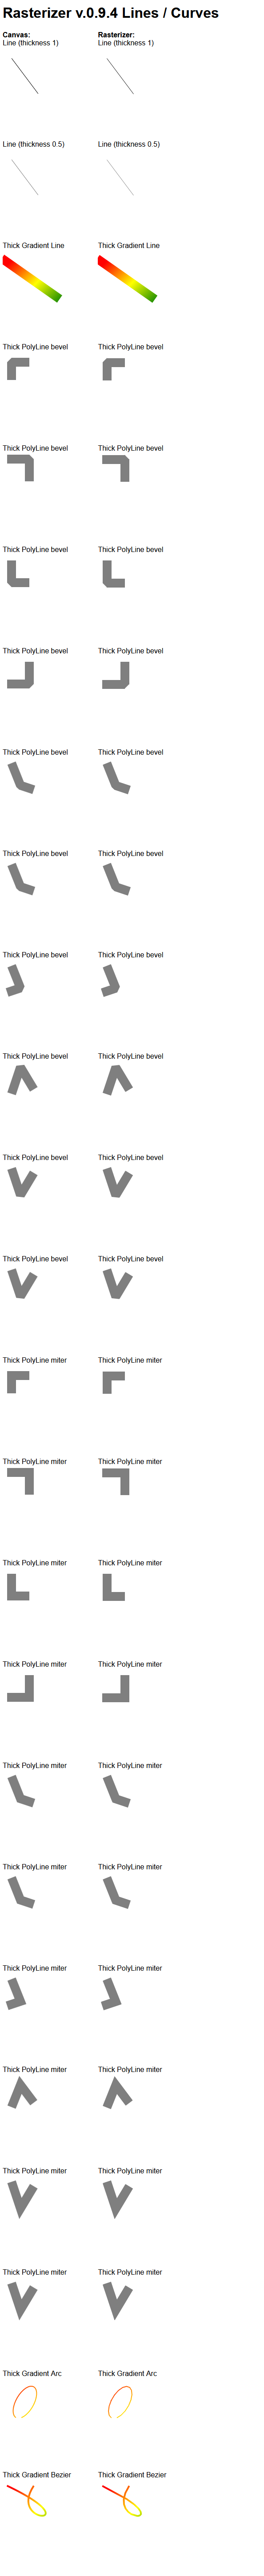 Rasterizer v.0.9.4 Lines / Curves
Canvas: Rasterizer:
Line (thickness 1) Line (thickness 1)
Line (thickness 0.5) Line (thickness 0.5)
Thick Gradient Line Thick Gradient Line
Thick PolyLine bevel Thick PolyLine bevel
Thick PolyLine bevel Thick PolyLine bevel
Thick PolyLine bevel Thick PolyLine bevel
Thick PolyLine bevel Thick PolyLine bevel
Thick PolyLine bevel Thick PolyLine bevel
Thick PolyLine bevel Thick PolyLine bevel
Thick PolyLine bevel Thick PolyLine bevel
Thick PolyLine bevel Thick PolyLine bevel
Thick PolyLine bevel Thick PolyLine bevel
Thick PolyLine bevel Thick PolyLine bevel
Thick PolyLine miter Thick PolyLine miter
Thick PolyLine miter Thick PolyLine miter
Thick PolyLine miter Thick PolyLine miter
Thick PolyLine miter Thick PolyLine miter
Thick PolyLine miter Thick PolyLine miter
Thick PolyLine miter Thick PolyLine miter
Thick PolyLine miter Thick PolyLine miter
Thick PolyLine miter Thick PolyLine miter
Thick PolyLine miter Thick PolyLine miter
Thick PolyLine miter Thick PolyLine miter
Thick Gradient Arc Thick Gradient Arc
Thick Gradient Bezier Thick Gradient Bezier